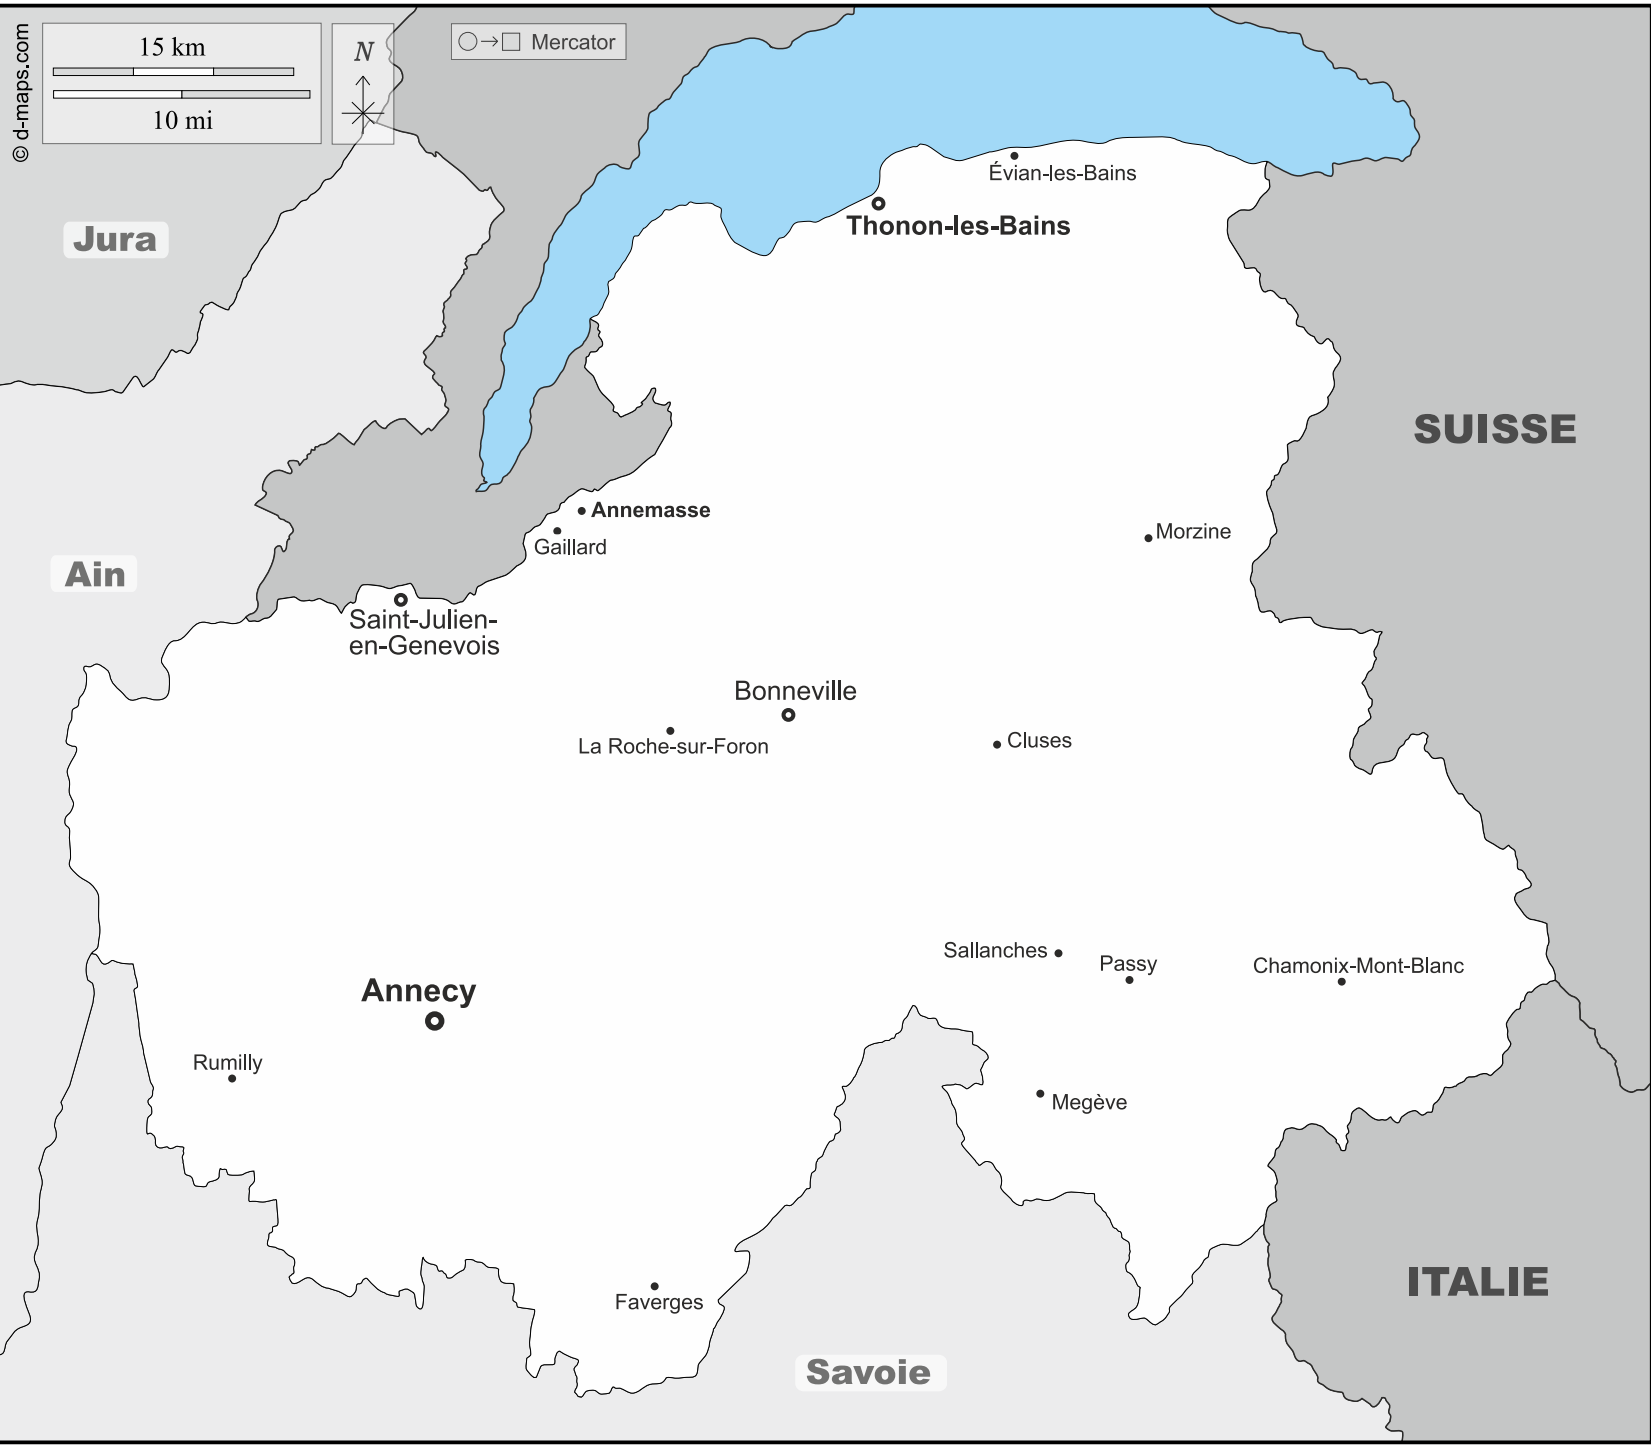 © d-maps.com
15 km
10 mi
N
Mercator
Évian-les-Bains
Thonon-les-Bains
Jura
SUISSE
Annemasse
Gaillard
Morzine
Ain
Saint-Julien-
en-Genevois
Bonneville
La Roche-sur-Foron
Cluses
Sallanches
Passy
Chamonix-Mont-Blanc
Annecy
Rumilly
Megève
Faverges
ITALIE
Savoie